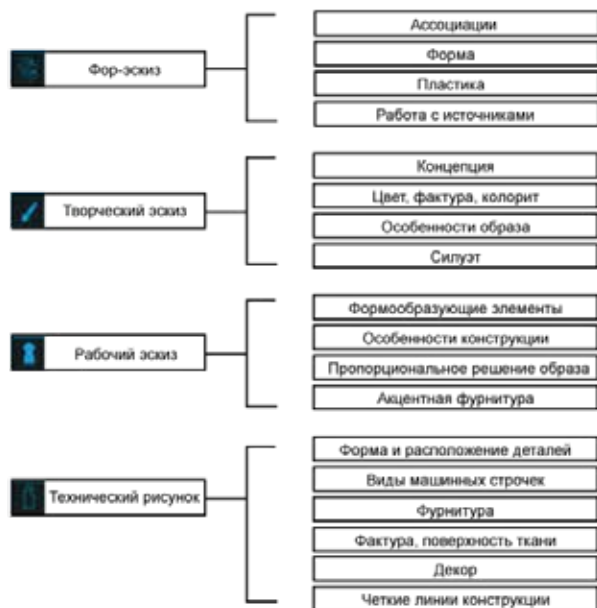 Фор-эскиз
Ассоциации
Форма
Пластика
Работа с источниками
Творческий эскиз
Концепция
Цвет, фактура, колорит
Особенности образа
Силуэт
Рабочий эскиз
Формообразующие элементы
Особенности конструкции
Пропорциональное решение образа
Акцентная фурнитура
Технический рисунок
Форма и расположение деталей
Виды машинных строчек
Фурнитура
Фактура, поверхность ткани
Декор
Четкие линии конструкции